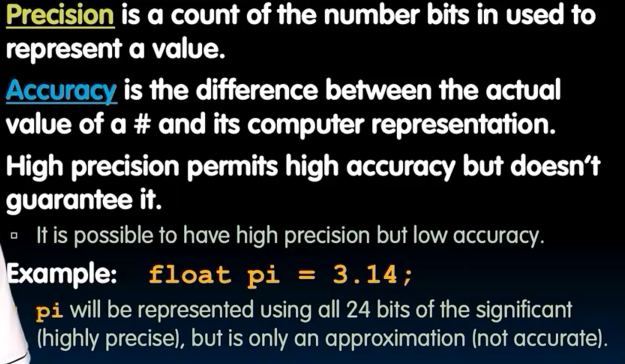 Precision is a count of the number bits in used to
represent a value.
Accuracy is the difference between the actual
value of a # and its computer representation.
High precision permits high accuracy but doesn't
guarantee it.
It is possible to have high precision but low accuracy.
Example: float pi = 3.14;
pi will be represented using all 24 bits of the significant
(highly precise), but is only an approximation (not accurate).